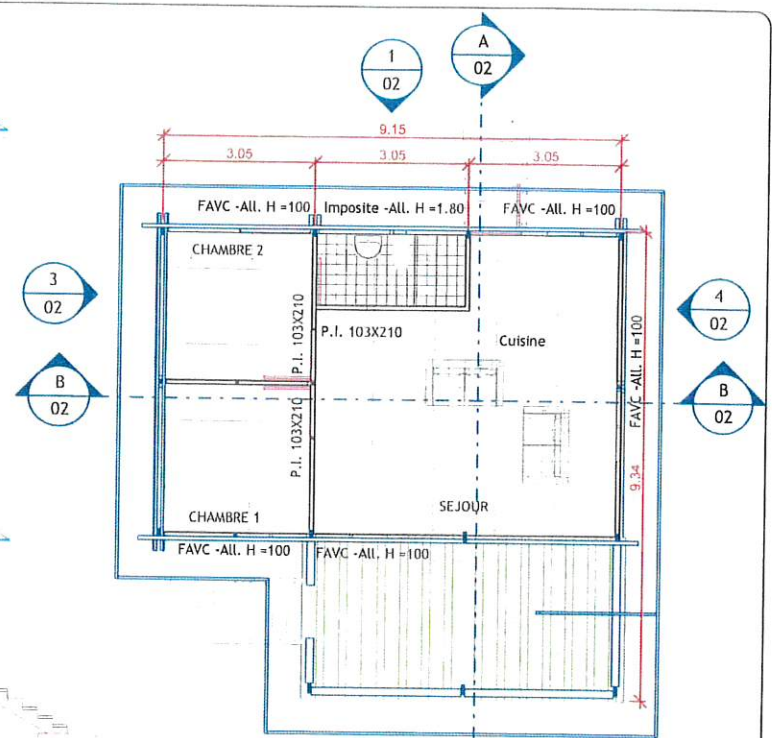 A
02
1
02
9.15
3.05
3.05
3.05
FAVC -All. H =100
Imposite -All. H =1.80
FAVC -All. H =100
CHAMBRE 2
3
02
4
02
P.I. 103X210
P.I. 103X210
Cuisine
FAVC -All. H =100
B
02
B
02
P.I. 103X210
9.34
SEJOUR
CHAMBRE 1
FAVC -All. H =100
FAVC -All. H =100